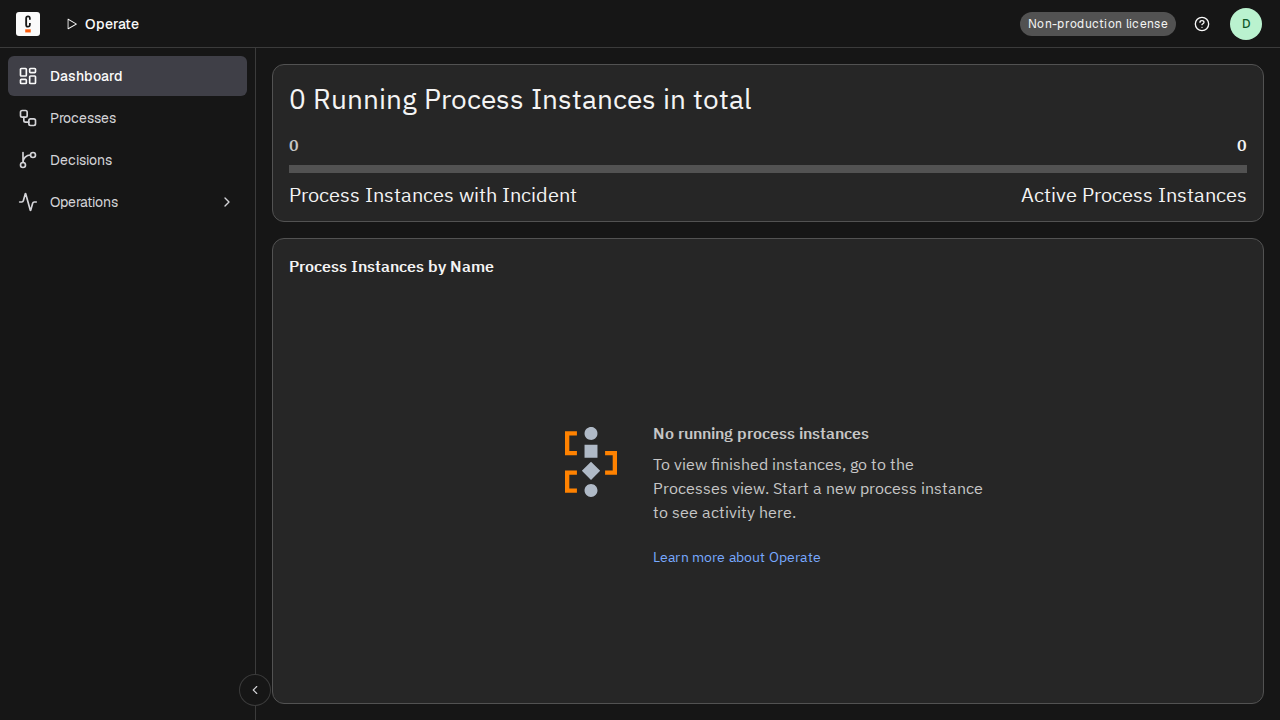 Operate
Non-production license
D
Dashboard
Processes
Decisions
Operations
0 Running Process Instances in total
0
0
Process Instances with Incident
Active Process Instances
Process Instances by Name
No running process instances
To view finished instances, go to the
Processes view. Start a new process instance
to see activity here.
Learn more about Operate